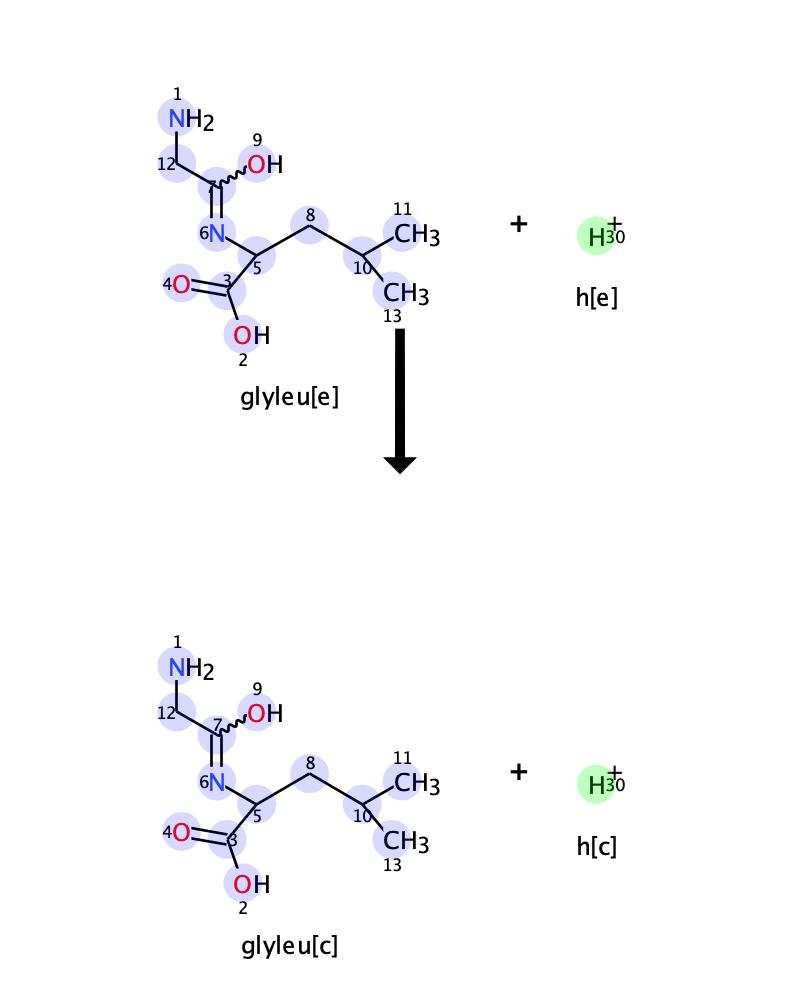 1
NH2
9
12
7
OH
8
11
6N
CH3
+
H+30
5
10
4O
3
CH3
h[e]
13
OH
2
glyleu[e]
1
NH2
9
12
7
OH
8
11
6N
CH3
+
H+30
5
10
4O
3
CH3
h[c]
13
OH
2
glyleu[c]